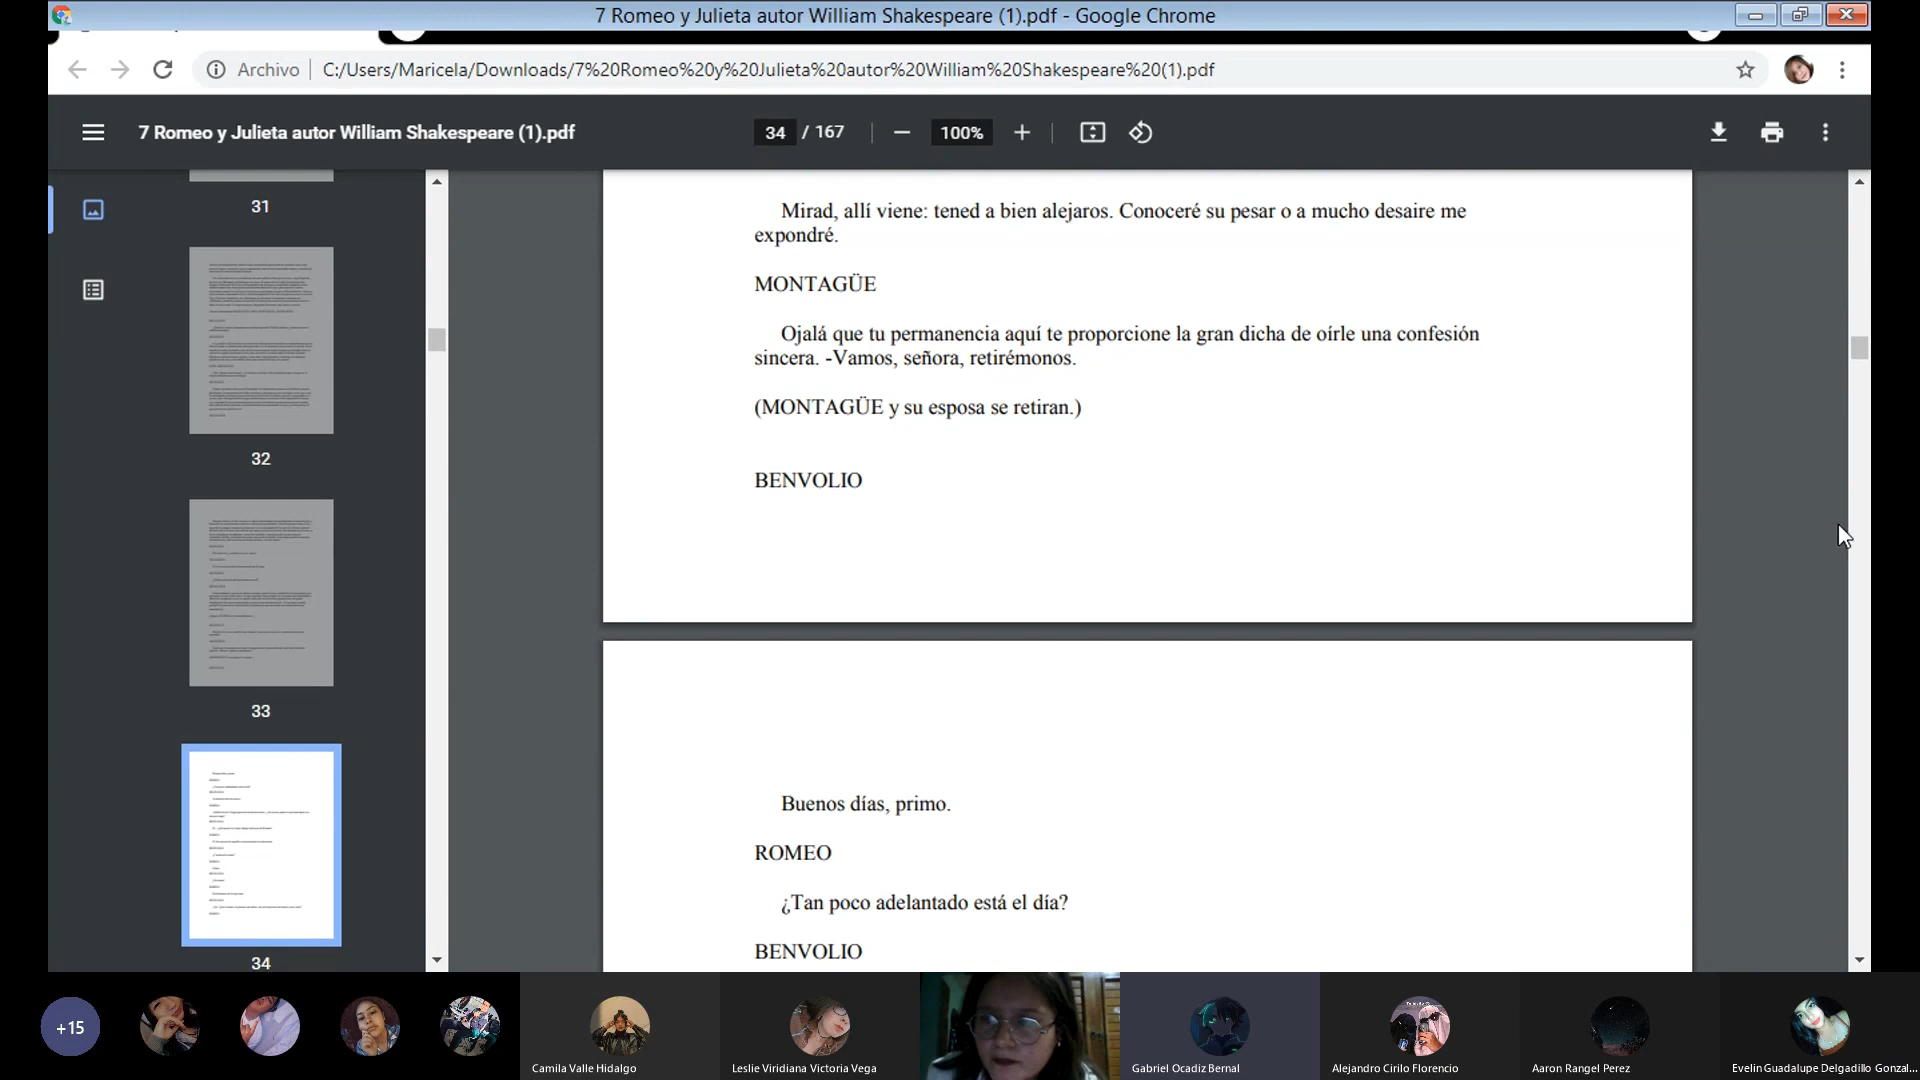 7 Romeo y Julieta autor William Shakespeare (1).pdf - Google Chrome
Archivo C:/Users/Maricela/Downloads/7%20Romeo%20y%20Julieta%20autor%20William%20Shakespeare%20(1).pdf
7 Romeo y Julieta autor William Shakespeare (1).pdf
34 / 167
100%
31
32
33
34
Mirad, allí viene: tened a bien alejaros. Conoceré su pesar o a mucho desaire me
expondré.
MONTAGÜE
Ojalá que tu permanencia aquí te proporcione la gran dicha de oírle una confesión
sincera. -Vamos, señora, retirémonos.
(MONTAGÜE y su esposa se retiran.)
BENVOLIO
Buenos días, primo.
ROMEO
¿Tan poco adelantado está el día?
BENVOLIO
+15
Camila Valle Hidalgo
Leslie Viridiana Victoria Vega
Gabriel Ocadiz Bernal
Alejandro Cirilo Florencio
Aaron Rangel Perez
Evelin Guadalupe Delgadillo Gonzal...